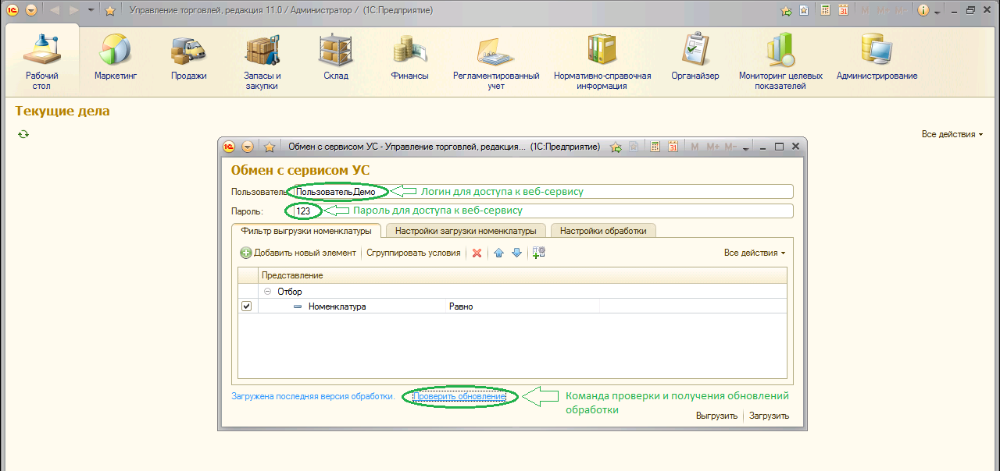 Управление торговлей, редакция 11.0 / Администратор / (1С:Предприятие)
31 M M+ M-
Рабочий стол
Маркетинг
Продажи
Запасы и закупки
Склад
Финансы
Регламентированный учет
Нормативно-справочная информация
Органайзер
Мониторинг целевых показателей
Администрирование
Текущие дела
Все действия
Обмен с сервисом УС - Управление торговлей, редакция... (1С:Предприятие)
31 M M+ M-
Обмен с сервисом УС
Пользователь ПользовательДемо Логин для доступа к веб-сервису
Пароль: 123 Пароль для доступа к веб-сервису
Фильтр выгрузки номенклатуры Настройки загрузки номенклатуры Настройки обработки
Добавить новый элемент Сгруппировать условия Все действия
Представление
Отбор
Номенклатура Равно
Загружена последняя версия обработки. Проверить обновление Команда проверки и получения обновлений
обработки
Выгрузить Загрузить